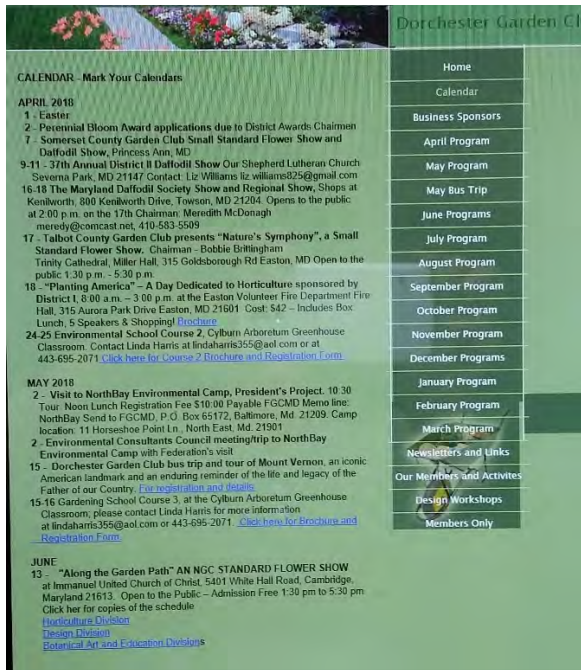 Dorchester Garden Cl
Home
Calendar
Business Sponsors
April Program
May Program
May Bus Trip
June Programs
July Program
August Program
September Program
October Program
November Program
December Programs
January Program
February Program
March Program
Newsletters and Links
Our Members and Activites
Design Workshops
Members Only
CALENDAR - Mark Your Calendars
APRIL 2018
1 - Easter
2 - Perennial Bloom Award applications due to District Awards Chairmen
7 - Somerset County Garden Club Small Standard Flower Show and
Daffodil Show, Princess Ann, MD
9-11 - 37th Annual District II Daffodil Show Our Shepherd Lutheran Church
Severna Park, MD 21147 Contact: Liz Williams liz.williams825@gmail.com
16-18 The Maryland Daffodil Society Show and Regional Show, Shops at
Kenilworth, 800 Kenilworth Drive, Towson, MD 21204. Opens to the public
at 2:00 p.m. on the 17th Chairman: Meredith McDonagh
meredy@comcast.net, 410-583-5509
17 - Talbot County Garden Club presents "Nature's Symphony", a Small
Standard Flower Show, Chairman - Bobbie Brittingham
Trinity Cathedral, Miller Hall, 315 Goldsborough Rd Easton, MD Open to the
public 1:30 p.m. - 5:30 p.m.
18 - "Planting America" – A Day Dedicated to Horticulture sponsored by
District I, 8:00 a.m. – 3:00 p.m. at the Easton Volunteer Fire Department Fire
Hall, 315 Aurora Park Drive Easton, MD 21601 Cost: $42 – Includes Box
Lunch, 5 Speakers & Shopping! Brochure
24-25 Environmental School Course 2, Cylburn Arboretum Greenhouse
Classroom. Contact Linda Harris at lindaharris355@aol.com or at
443-695-2071 Click here for Course 2 Brochure and Registration Form
MAY 2018
2 - Visit to NorthBay Environmental Camp, President's Project. 10:30
Tour Noon Lunch Registration Fee $10:00 Payable FGCMD Memo line:
NorthBay Send to FGCMD, P.O. Box 65172, Baltimore, Md. 21209. Camp
location: 11 Horseshoe Point Ln., North East, Md. 21901
2 - Environmental Consultants Council meeting/trip to NorthBay
Environmental Camp with Federation's visit
15 - Dorchester Garden Club bus trip and tour of Mount Vernon, an iconic
American landmark and an enduring reminder of the life and legacy of the
Father of our Country. For registration and details
15-16 Gardening School Course 3, at the Cylburn Arboretum Greenhouse
Classroom; please contact Linda Harris for more information
at lindaharris355@aol.com or 443-695-2071. Click here for Brochure and
Registration Form
JUNE
13 - "Along the Garden Path" AN NGC STANDARD FLOWER SHOW
at Immanuel United Church of Christ, 5401 White Hall Road, Cambridge,
Maryland 21613. Open to the Public – Admission Free 1:30 pm to 5:30 pm
Click her for copies of the schedule
Horticulture Division
Design Division
Botanical Art and Education Divisions